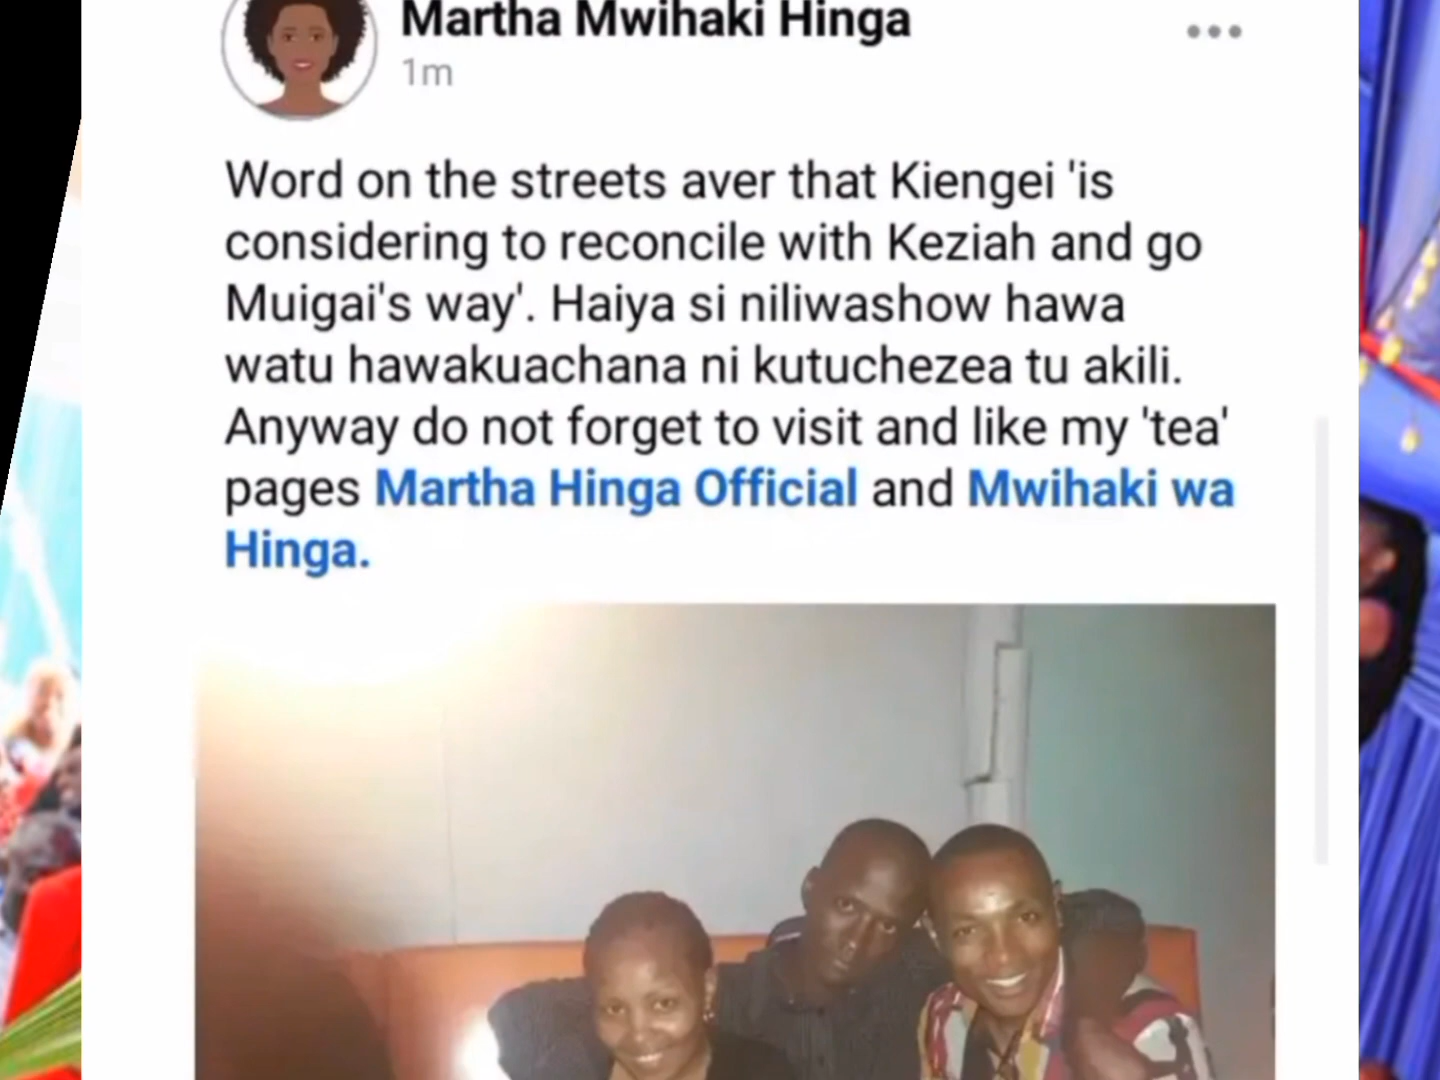 Martha Mwihaki Hinga
1m
Word on the streets aver that Kiengei 'is
considering to reconcile with Keziah and go
Muigai's way'. Haiya si niliwashow hawa
watu hawakuachana ni kutuchezea tu akili.
Anyway do not forget to visit and like my 'tea'
pages Martha Hinga Official and Mwihaki wa
Hinga.